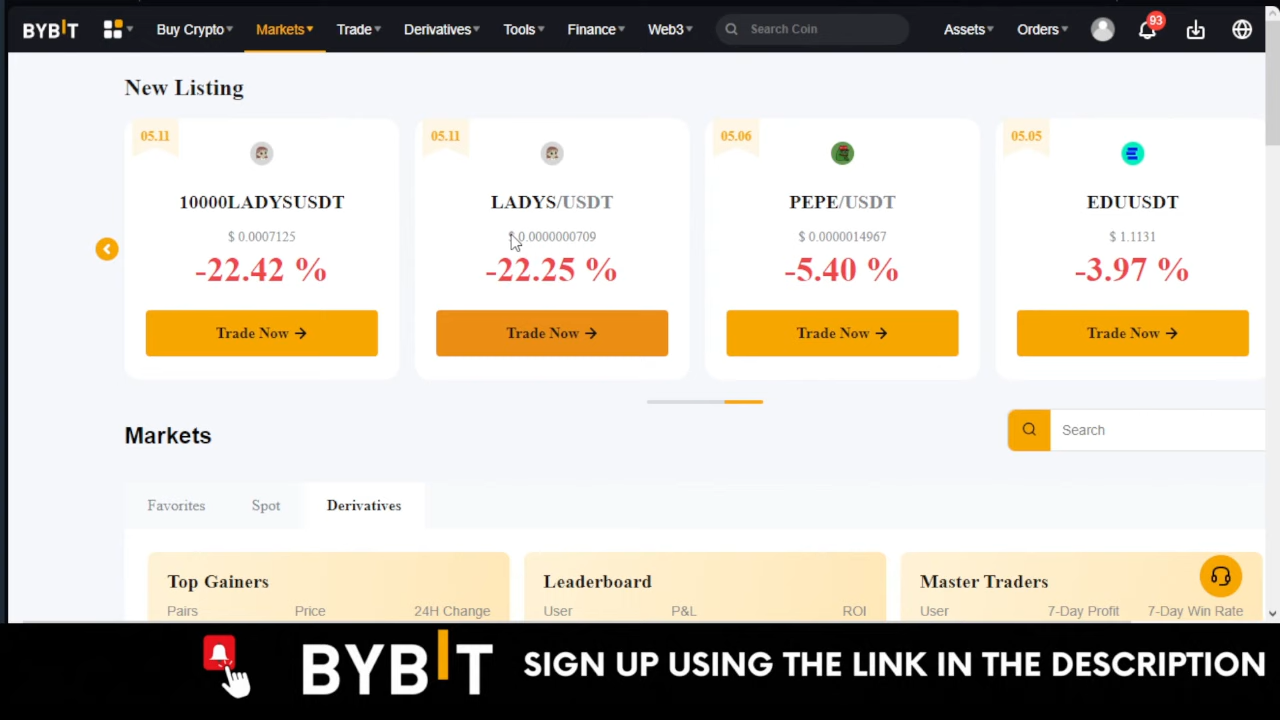 BYBIT
Buy Crypto
Markets
Trade
Derivatives
Tools
Finance
Web3
Search Coin
Assets
Orders
93
New Listing
05.11
10000LADYSUSDT
$ 0.0007125
-22.42 %
Trade Now →
05.11
LADYS/USDT
$ 0.0000000709
-22.25 %
Trade Now →
05.06
PEPE/USDT
$ 0.0000014967
-5.40 %
Trade Now →
05.05
EDUUSDT
$ 1.1131
-3.97 %
Trade Now →
Markets
Search
Favorites
Spot
Derivatives
Top Gainers
Pairs Price 24H Change
Leaderboard
User P&L ROI
Master Traders
User 7-Day Profit 7-Day Win Rate
BYBIT
SIGN UP USING THE LINK IN THE DESCRIPTION